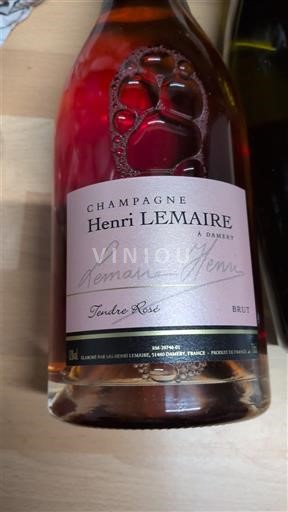 CHAMPAGNE
Henri LEMAIRE
À DAMERY
VINIOU
Lemaire Henri
Tendre Rosé
BRUT
ÉLABORÉ PAR SAS HENRI LEMAIRE, 51480 DAMERY, FRANCE - PRODUIT DE FRANCE